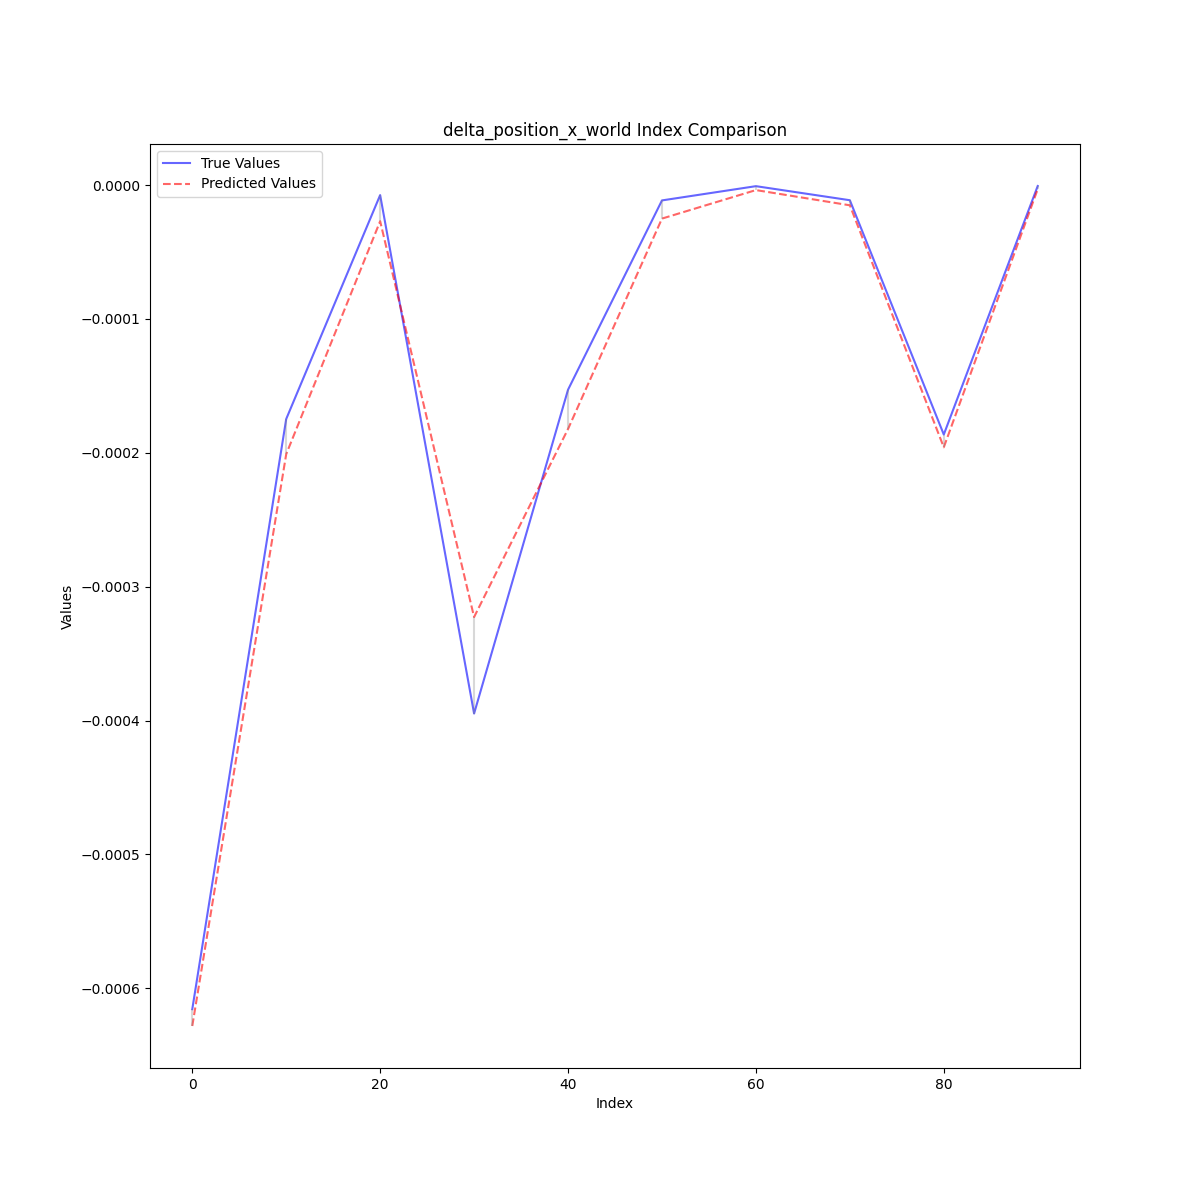 delta_position_x_world Index Comparison
True Values
Predicted Values
0.0000
−0.0001
−0.0002
−0.0003
−0.0004
−0.0005
−0.0006
Values
0 20 40 60 80
Index